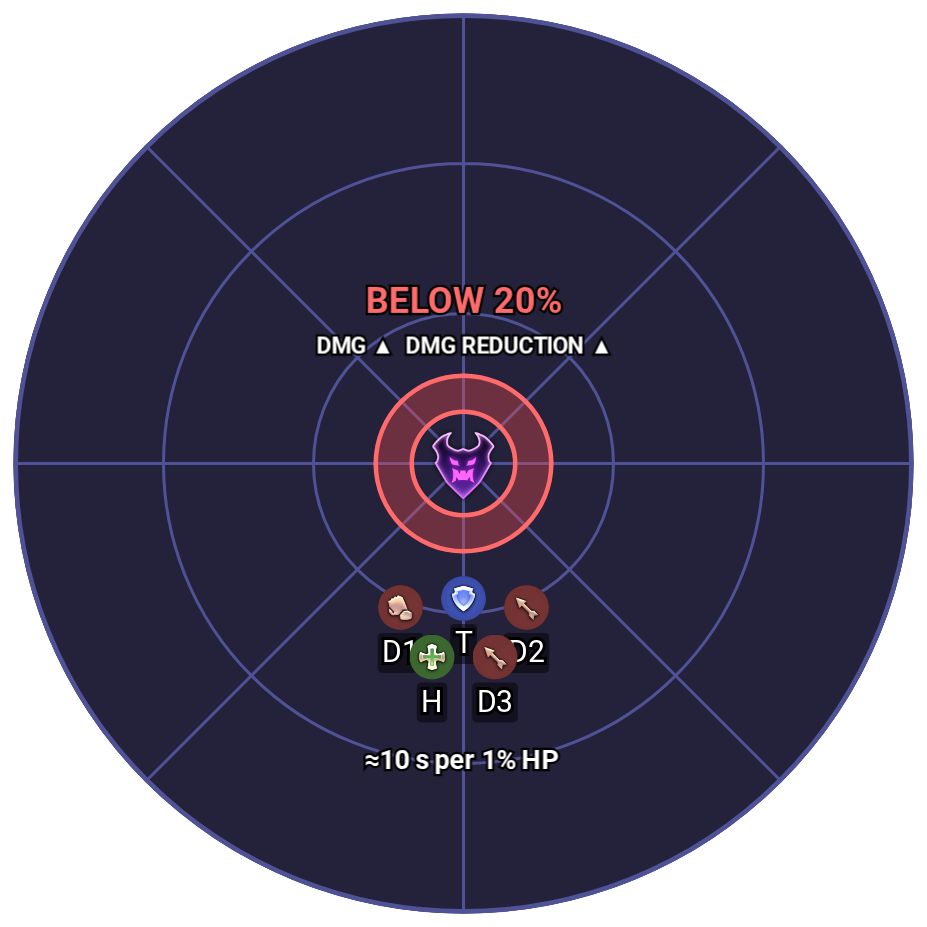 BELOW 20%
DMG ▲ DMG REDUCTION ▲
D1 T D2
H D3
≈10 s per 1% HP